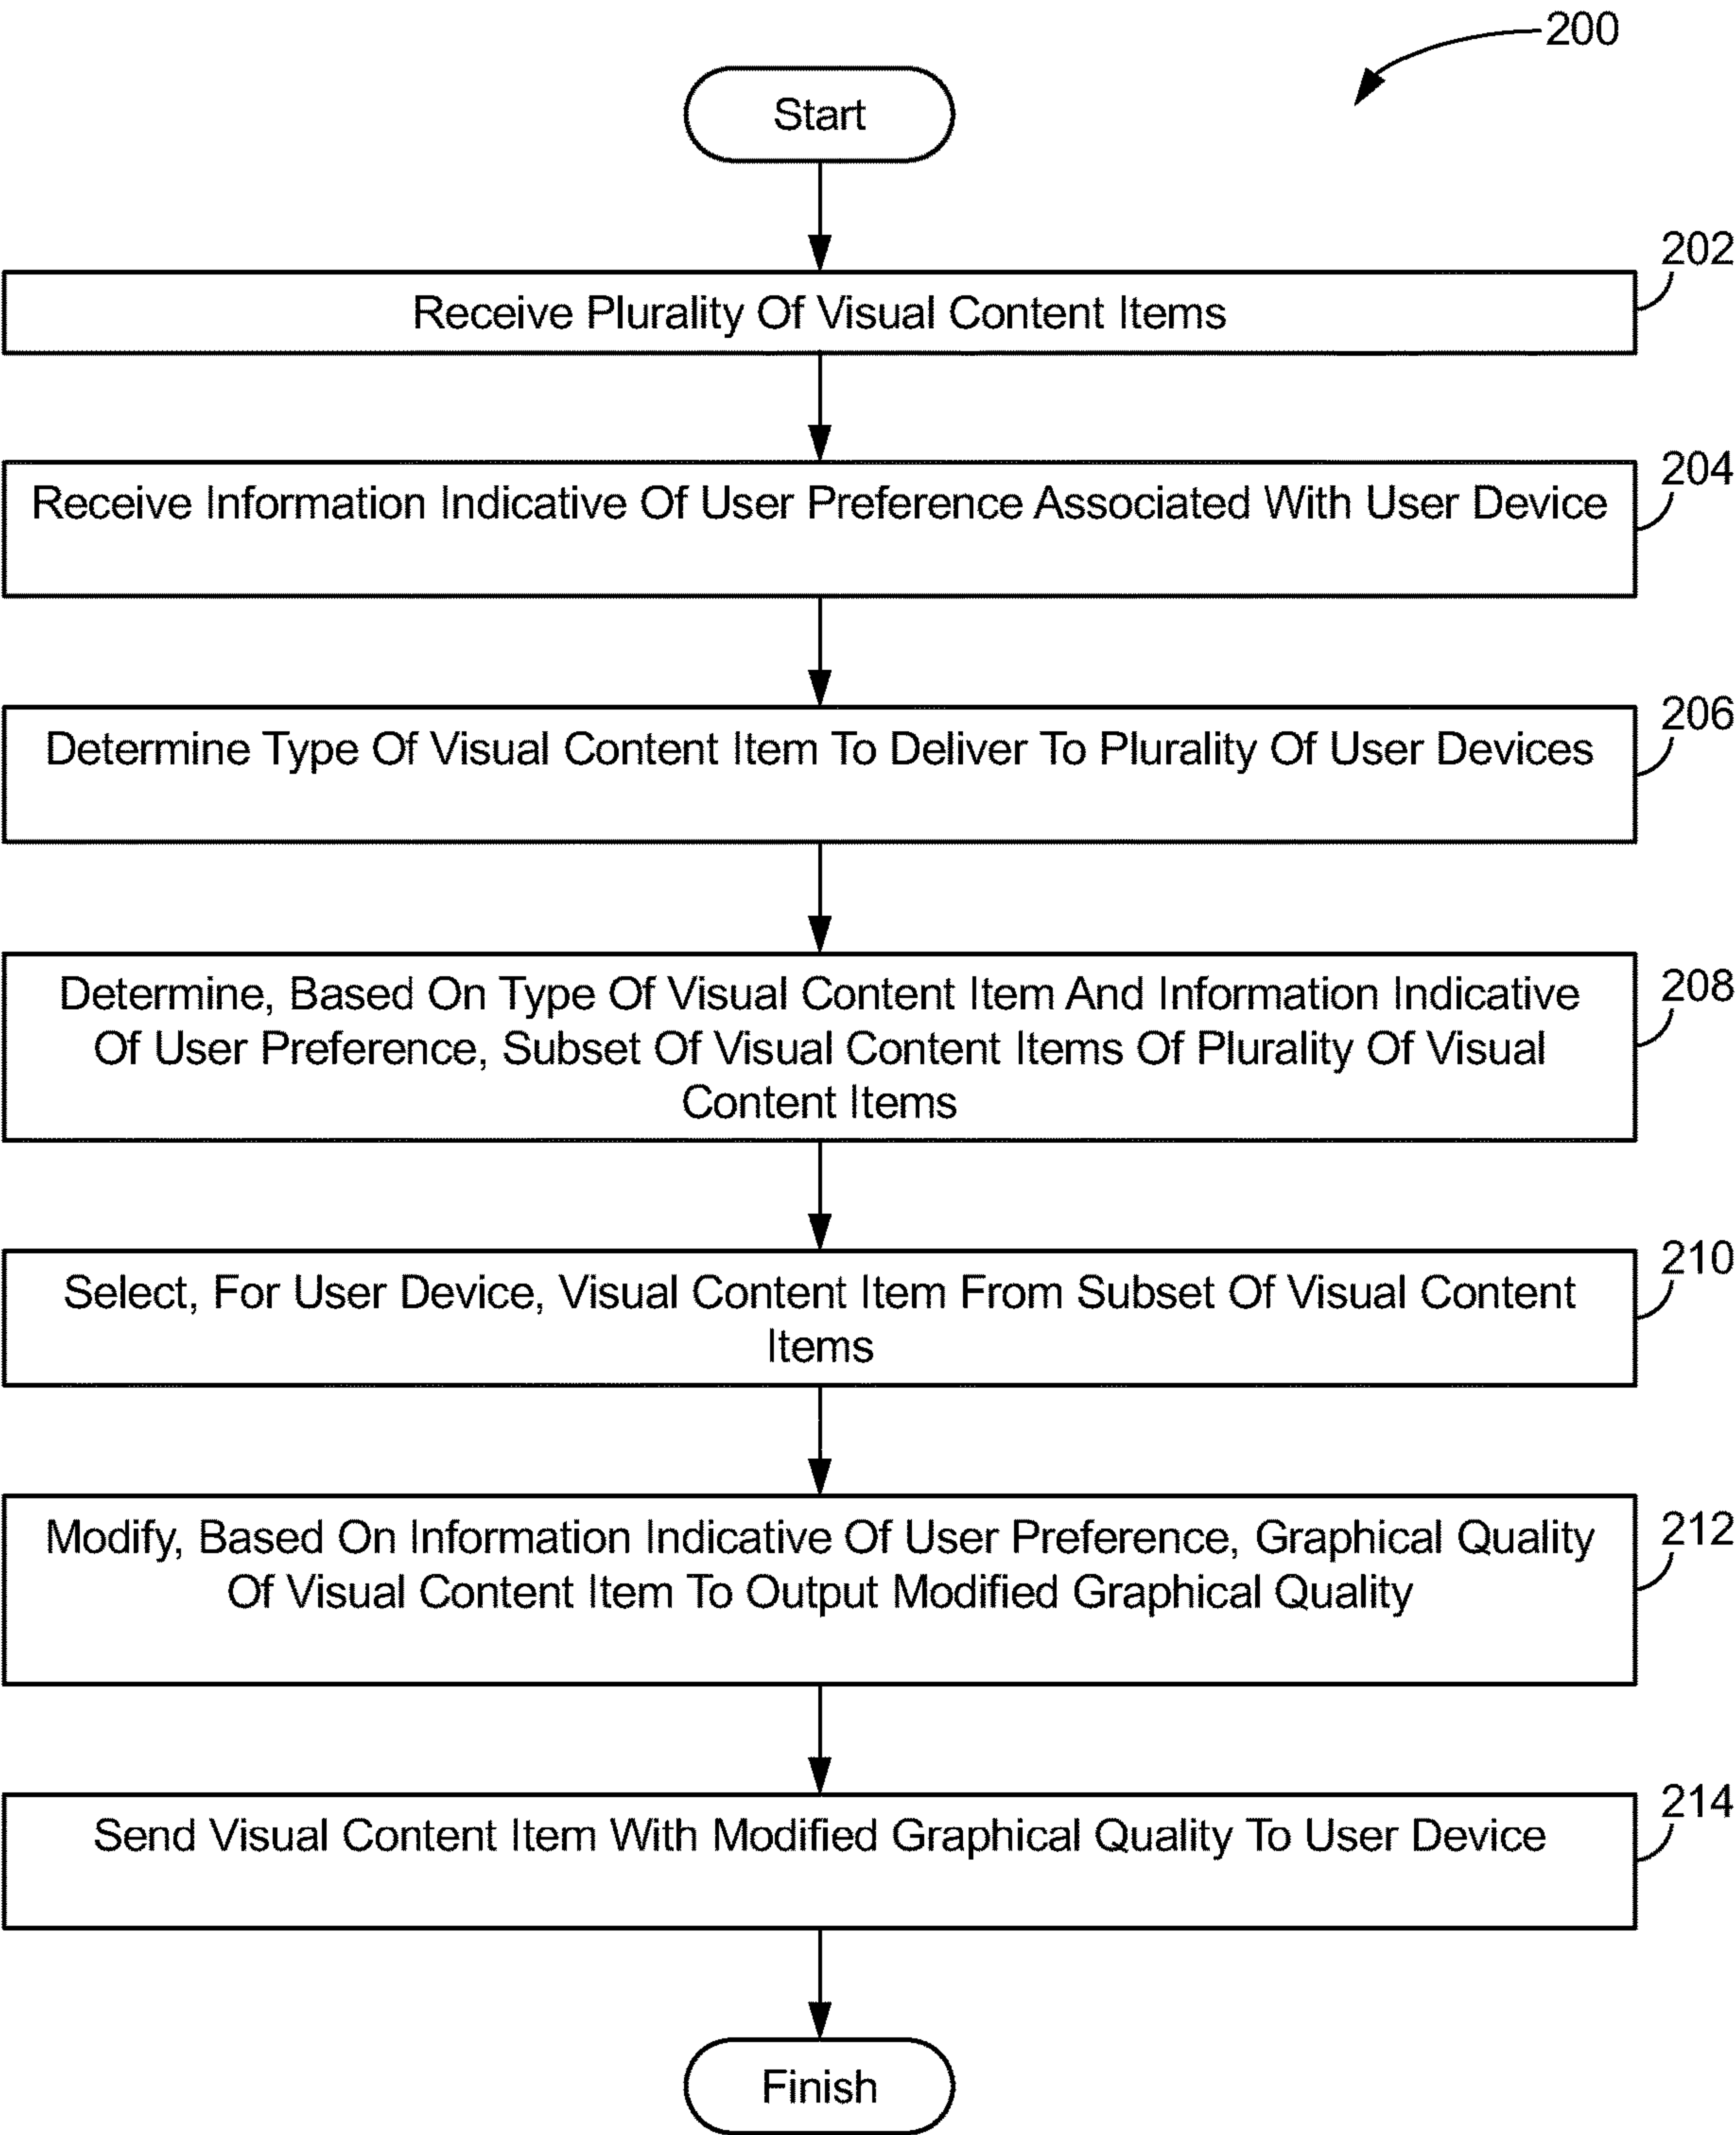 200
Start
202
Receive Plurality Of Visual Content Items
204
Receive Information Indicative Of User Preference Associated With User Device
206
Determine Type Of Visual Content Item To Deliver To Plurality Of User Devices
208
Determine, Based On Type Of Visual Content Item And Information Indicative
Of User Preference, Subset Of Visual Content Items Of Plurality Of Visual
Content Items
210
Select, For User Device, Visual Content Item From Subset Of Visual Content
Items
212
Modify, Based On Information Indicative Of User Preference, Graphical Quality
Of Visual Content Item To Output Modified Graphical Quality
214
Send Visual Content Item With Modified Graphical Quality To User Device
Finish